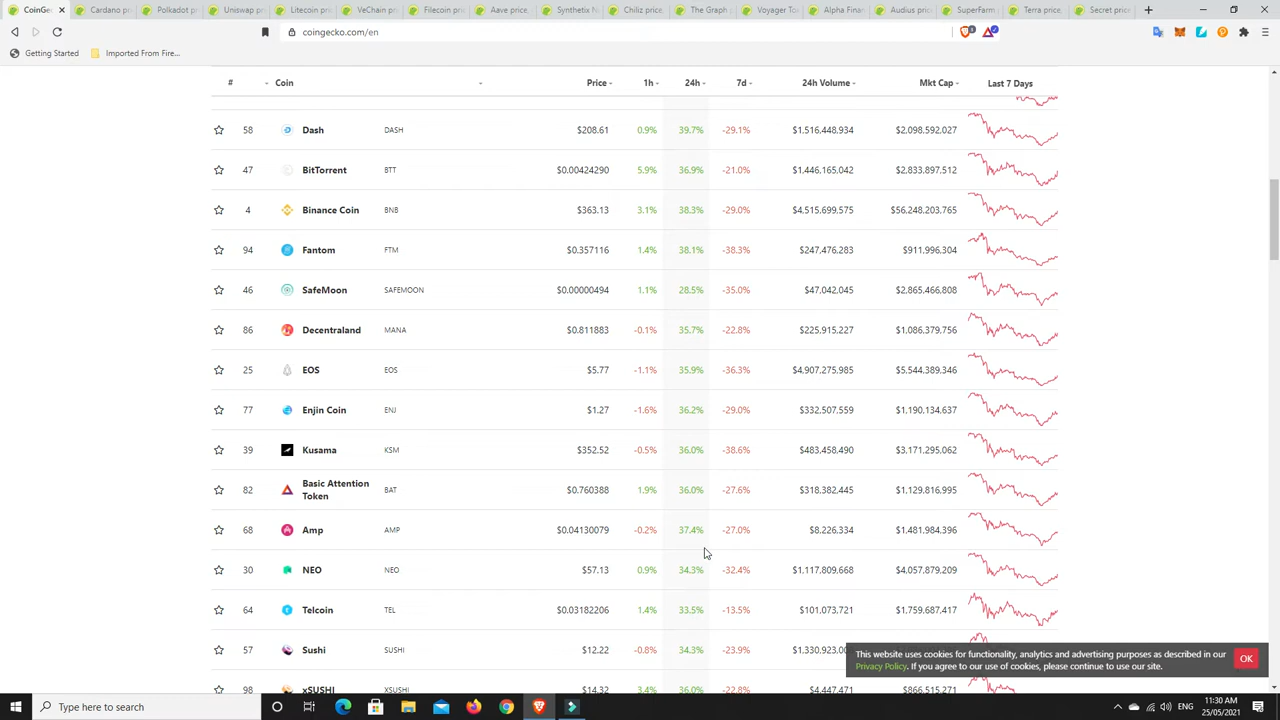 CoinGec
Cardano pri
Polkadot pri
Uniswap pri
Litecoin pri
VeChain pri
Filecoin pri
Aave price,
Synthetix N
Chiliz price,
The Graph
Voyager To
Alpha Finan
Audius price
SuperFarm
Terra price,
Secret price
coingecko.com/en
Getting Started
Imported From Fire...
# Coin Price 1h 24h 7d 24h Volume Mkt Cap Last 7 Days
58 Dash DASH $208.61 0.9% 39.7% -29.1% $1,516,448,934 $2,098,592,027
47 BitTorrent BTT $0.00424290 5.9% 36.9% -21.0% $1,446,165,042 $2,833,897,512
4 Binance Coin BNB $363.13 3.1% 38.3% -29.0% $4,515,699,575 $56,248,203,765
94 Fantom FTM $0.357116 1.4% 38.1% -38.3% $247,476,283 $911,996,304
46 SafeMoon SAFEMOON $0.00000494 1.1% 28.5% -35.0% $47,042,045 $2,865,466,808
86 Decentraland MANA $0.811883 -0.1% 35.7% -22.8% $225,915,227 $1,086,379,756
25 EOS EOS $5.77 -1.1% 35.9% -36.3% $4,907,275,985 $5,544,389,346
77 Enjin Coin ENJ $1.27 -1.6% 36.2% -29.0% $332,507,559 $1,190,134,637
39 Kusama KSM $352.52 -0.5% 36.0% -38.6% $483,458,490 $3,171,295,062
82 Basic Attention Token BAT $0.760388 1.9% 36.0% -27.6% $318,382,445 $1,129,816,995
68 Amp AMP $0.04130079 -0.2% 37.4% -27.0% $8,226,334 $1,481,984,396
30 NEO NEO $57.13 0.9% 34.3% -32.4% $1,117,809,668 $4,057,879,209
64 Telcoin TEL $0.03182206 1.4% 33.5% -13.5% $101,073,721 $1,759,687,417
57 Sushi SUSHI $12.22 -0.8% 34.3% -23.9% $1,330,923,0
98 xSUSHI XSUSHI $14.32 3.4% 36.0% -22.8% $4,447,471 $866,515,271
This website uses cookies for functionality, analytics and advertising purposes as described in our
Privacy Policy. If you agree to our use of cookies, please continue to use our site.
OK
Type here to search
ENG
11:30 AM
25/05/2021